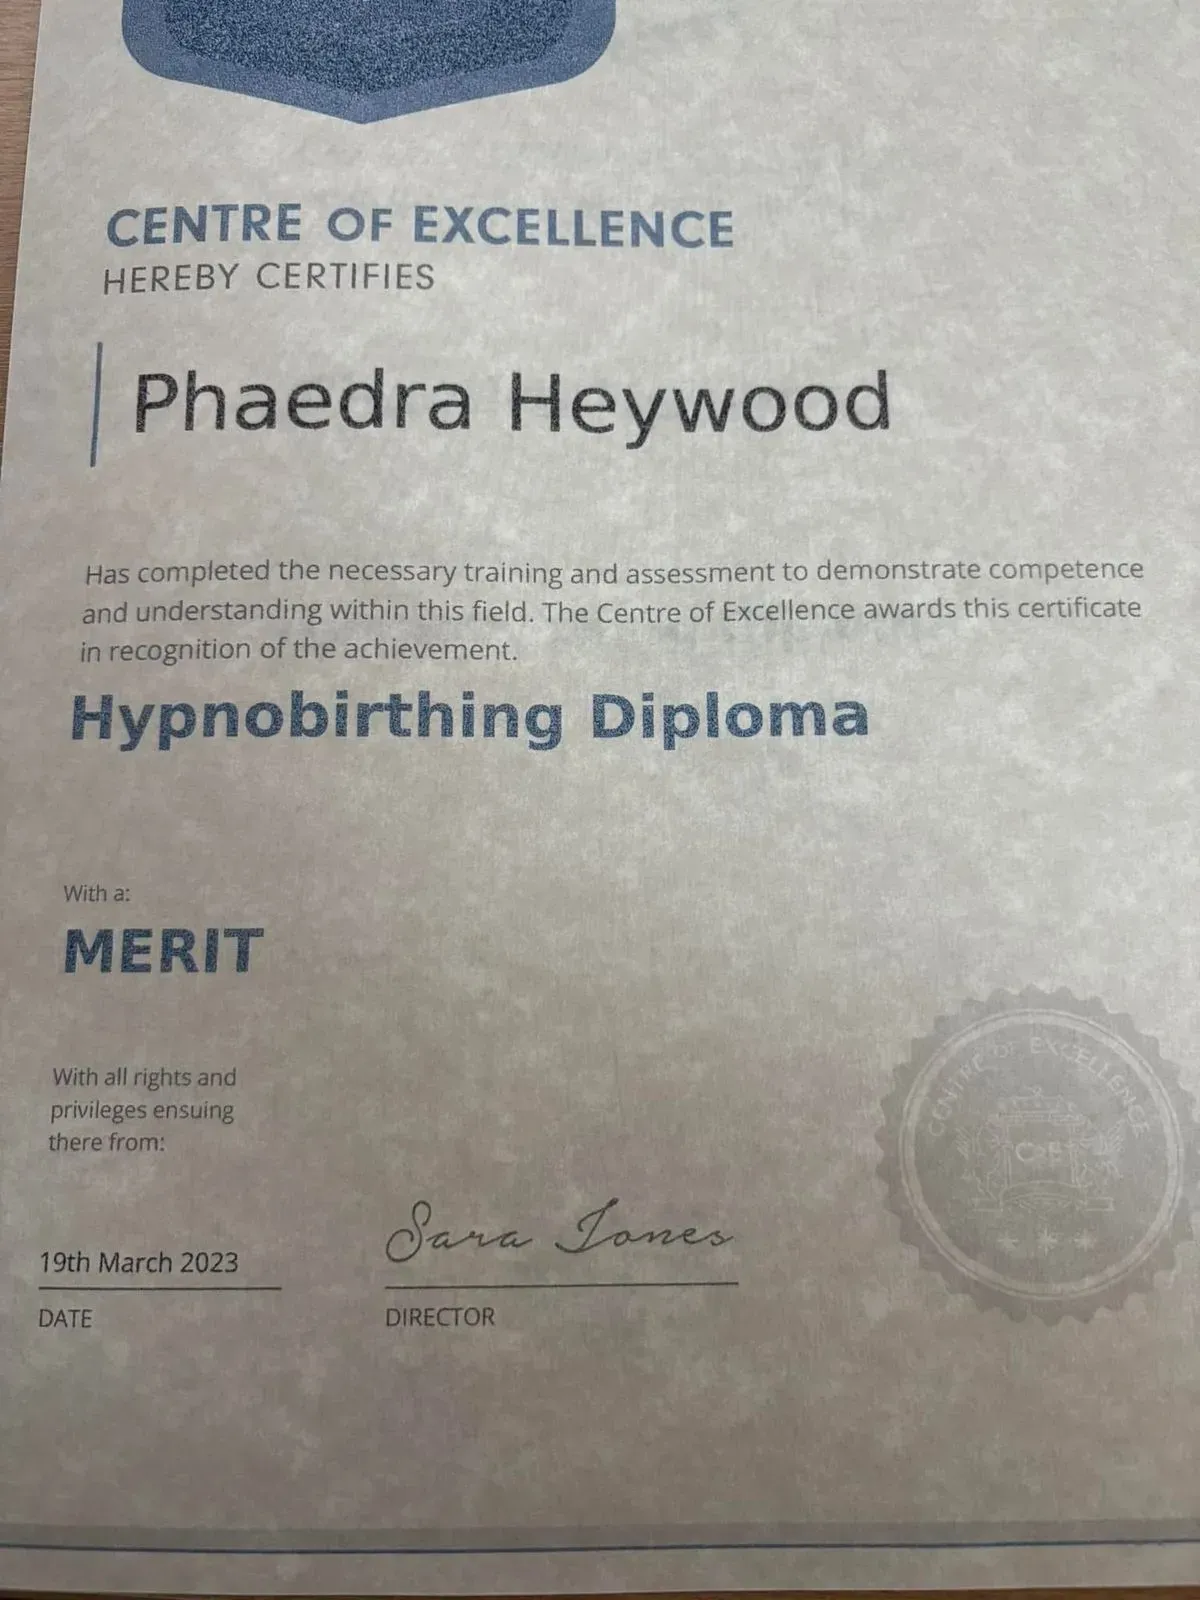 CENTRE OF EXCELLENCE
HEREBY CERTIFIES
Phaedra Heywood
Has completed the necessary training and assessment to demonstrate competence
and understanding within this field. The Centre of Excellence awards this certificate
in recognition of the achievement.
Hypnobirthing Diploma
With a:
MERIT
With all rights and
privileges ensuing
there from:
19th March 2023
DATE
Sara Jones
DIRECTOR
CENTRE OF EXCELLENCE